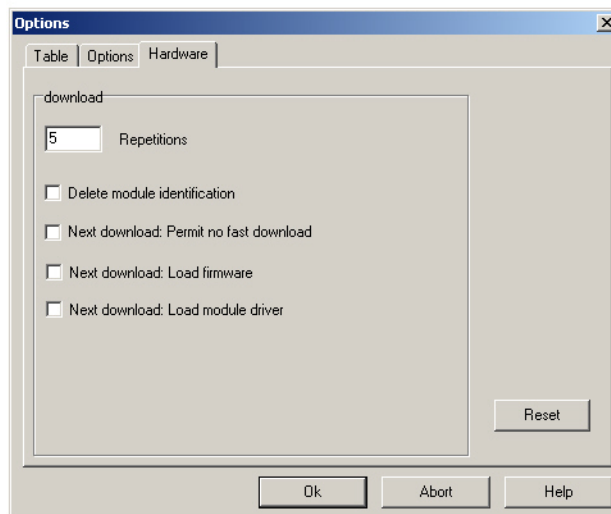 Options
Table Options Hardware
download
5 Repetitions
Delete module identification
Next download: Permit no fast download
Next download: Load firmware
Next download: Load module driver
Reset
Ok Abort Help